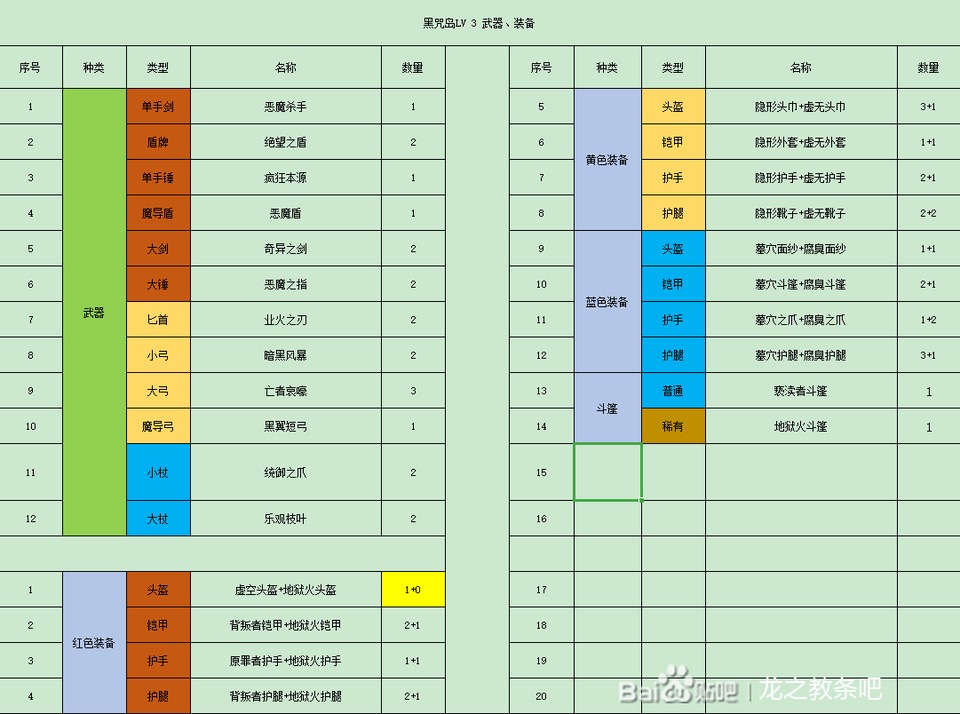 黑咒岛LV 3 武器、装备
序号 种类 类型 名称 数量
1 武器 单手剑 恶魔杀手 1
2 盾牌 绝望之盾 2
3 单手锤 疯狂本源 1
4 魔导盾 恶魔盾 1
5 大剑 奇异之剑 2
6 大锤 恶魔之指 2
7 匕首 业火之刃 2
8 小弓 暗黑风暴 2
9 大弓 亡者哀嚎 3
10 魔导弓 黑翼短弓 1
11 小杖 统御之爪 2
12 大杖 乐观枝叶 2
1 红色装备 头盔 虚空头盔+地狱火头盔 1+0
2 铠甲 背叛者铠甲+地狱火铠甲 2+1
3 护手 原罪者护手+地狱火护手 1+1
4 护腿 背叛者护腿+地狱火护腿 2+1
序号 种类 类型 名称 数量
5 黄色装备 头盔 隐形头巾+虚无头巾 3+1
6 铠甲 隐形外套+虚无外套 1+1
7 护手 隐形护手+虚无护手 2+1
8 护腿 隐形靴子+虚无靴子 2+2
9 蓝色装备 头盔 墓穴面纱+腐臭面纱 1+1
10 铠甲 墓穴斗篷+腐臭斗篷 2+1
11 护手 墓穴之爪+腐臭之爪 1+2
12 护腿 墓穴护腿+腐臭护腿 3+1
13 斗篷 普通 亵渎者斗篷 1
14 稀有 地狱火斗篷 1
15
16
17
18
19
20
Bai贴吧 | 龙之教条吧